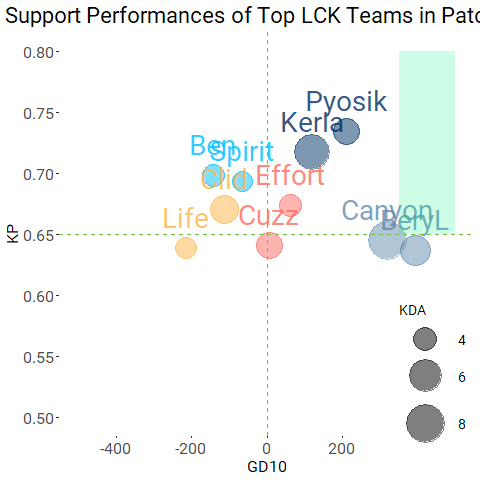 Support Performances of Top LCK Teams in Patc
0.80
0.75
0.70
0.65
0.60
0.55
0.50
KP
Pyosik
Keria
Ben
Spirit
Clid
Effort
Life
Cuzz
Canyon
BeryL
KDA
4
6
8
-400
-200
0
200
GD10